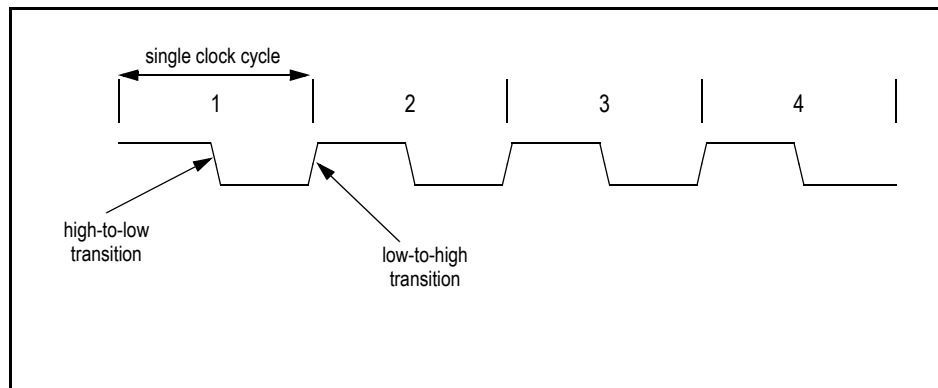 single clock cycle
1 2 3 4
high-to-low
transition
low-to-high
transition